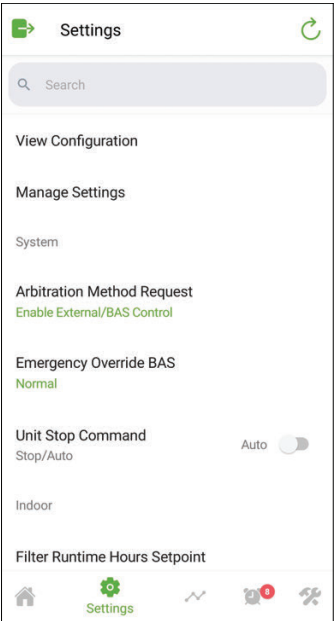 Settings
Search
View Configuration
Manage Settings
System
Arbitration Method Request
Enable External/BAS Control
Emergency Override BAS
Normal
Unit Stop Command
Auto
Stop/Auto
Indoor
Filter Runtime Hours Setpoint
8
Settings